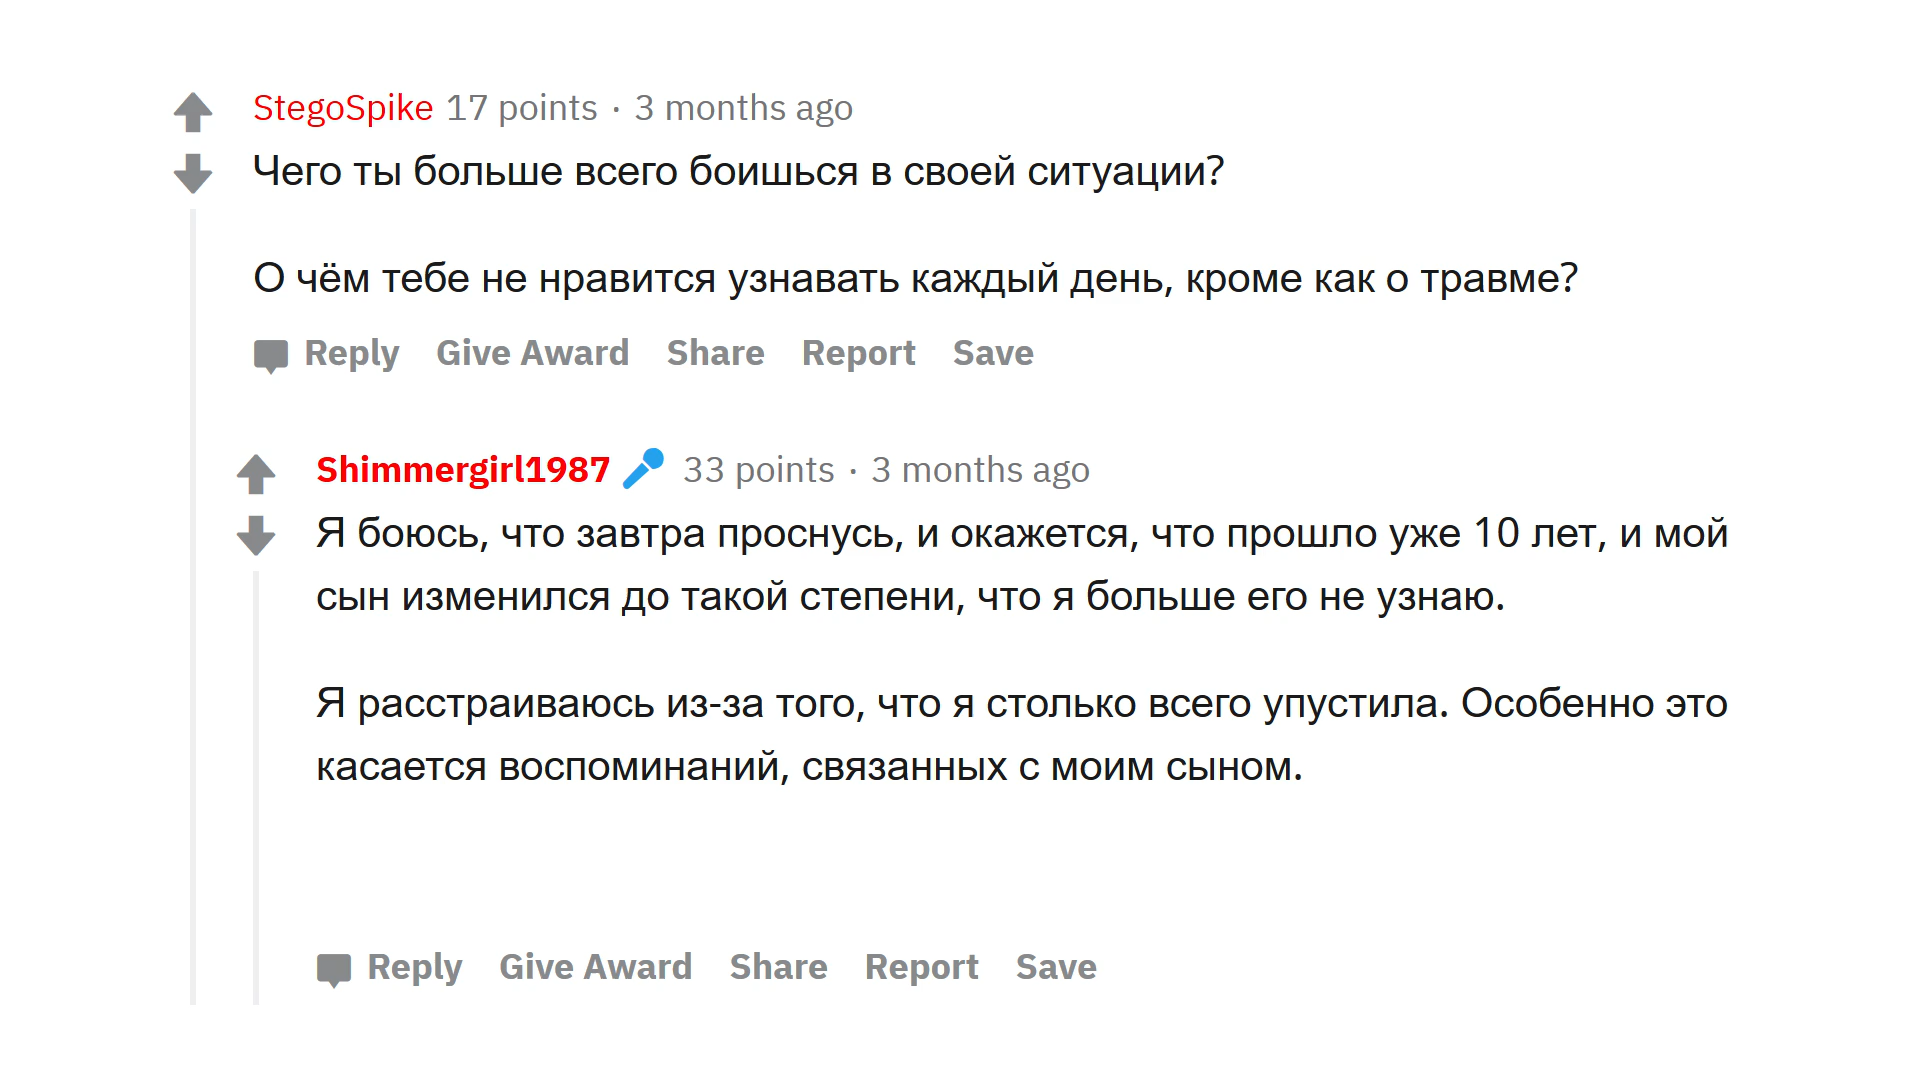 StegoSpike 17 points · 3 months ago
Чего ты больше всего боишься в своей ситуации?
О чём тебе не нравится узнавать каждый день, кроме как о травме?
Reply Give Award Share Report Save
Shimmergirl1987 33 points · 3 months ago
Я боюсь, что завтра проснусь, и окажется, что прошло уже 10 лет, и мой
сын изменился до такой степени, что я больше его не узнаю.
Я расстраиваюсь из-за того, что я столько всего упустила. Особенно это
касается воспоминаний, связанных с моим сыном.
Reply Give Award Share Report Save